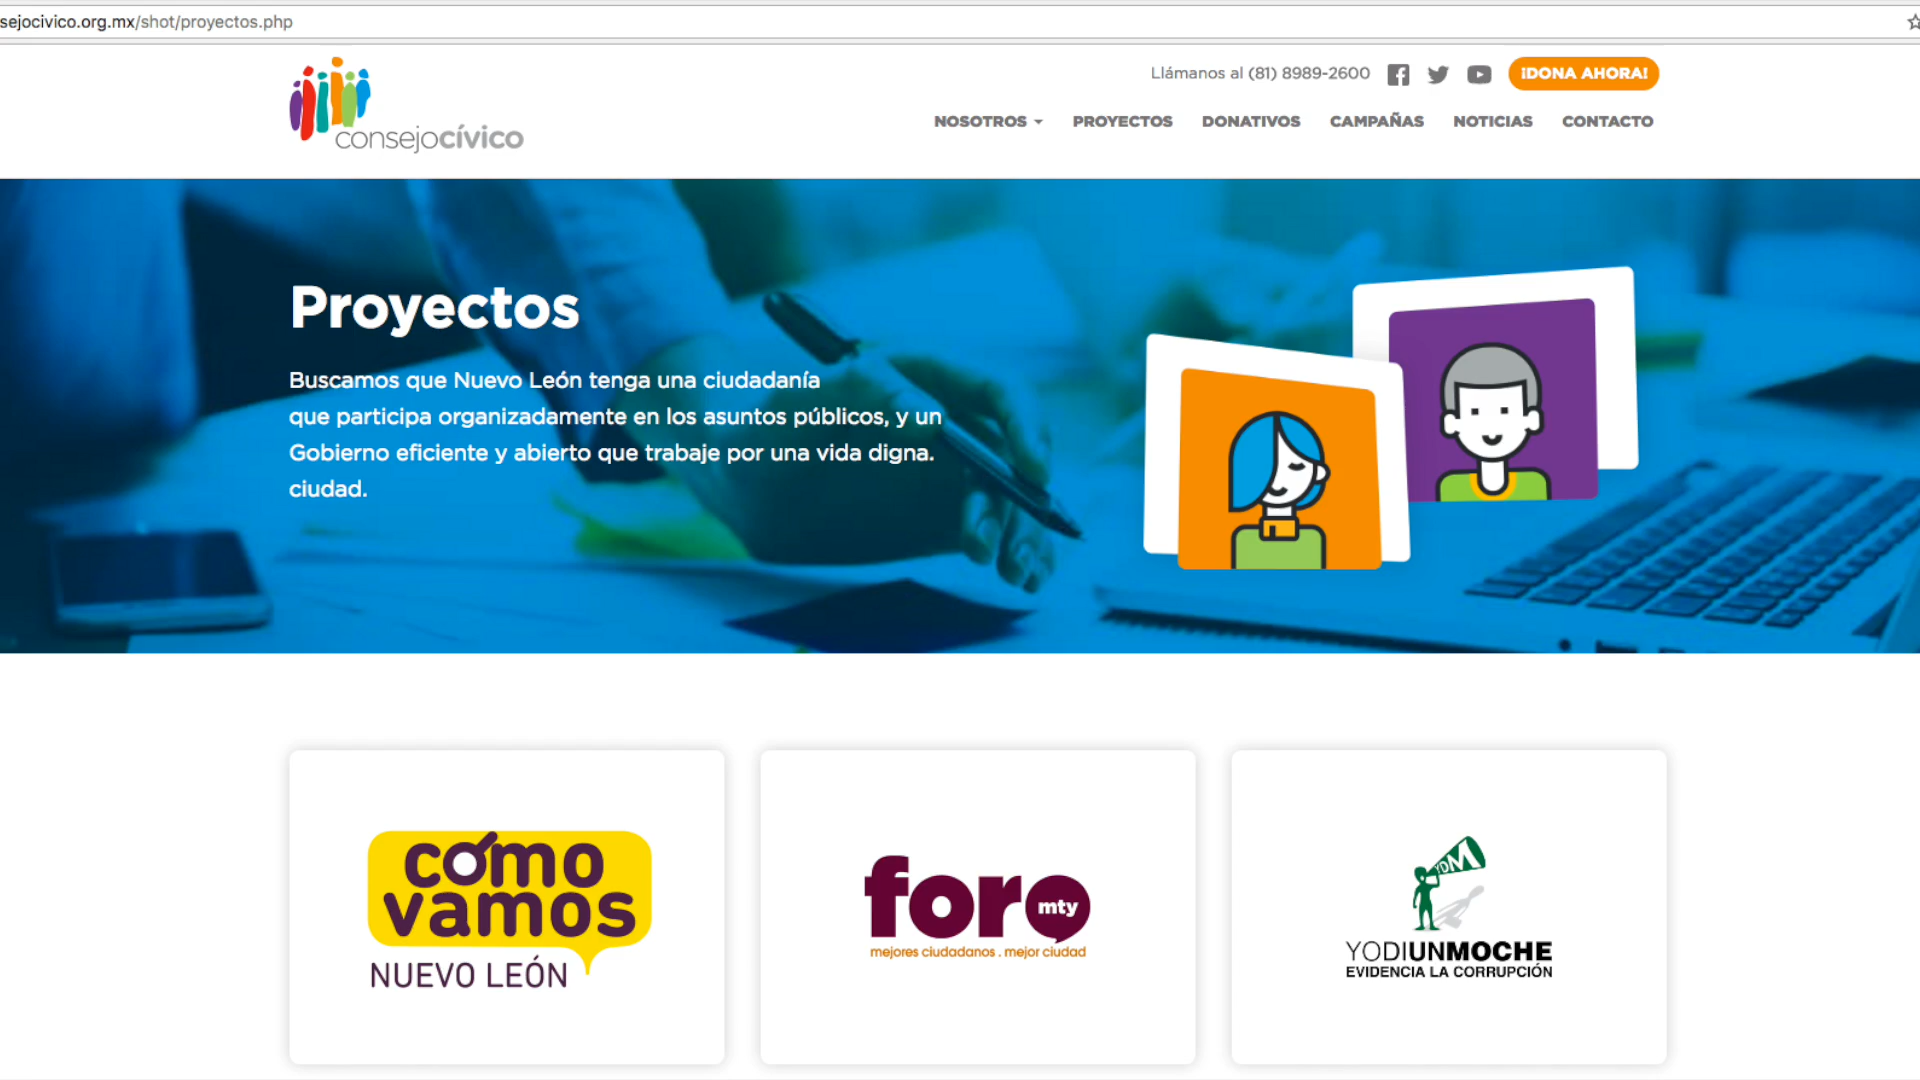 sejocivico.org.mx/shot/proyectos.php
Llámanos al (81) 8989-2600
¡DONA AHORA!
consejocívico
NOSOTROS
PROYECTOS
DONATIVOS
CAMPAÑAS
NOTICIAS
CONTACTO
Proyectos
Buscamos que Nuevo León tenga una ciudadanía
que participa organizadamente en los asuntos públicos, y un
Gobierno eficiente y abierto que trabaje por una vida digna.
ciudad.
cómo
vamos
NUEVO LEÓN
foro
mty
mejores ciudadanos . mejor ciudad
YDM
YODIUNMOCHE
EVIDENCIA LA CORRUPCIÓN